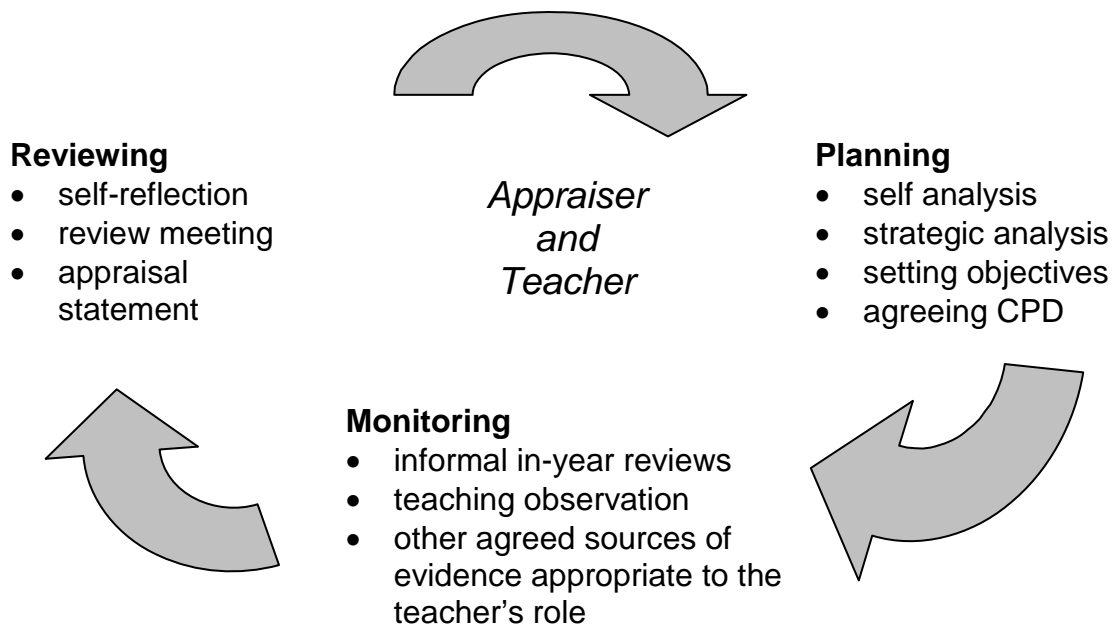 Reviewing
• self-reflection
• review meeting
• appraisal
statement
Appraiser
and
Teacher
Planning
• self analysis
• strategic analysis
• setting objectives
• agreeing CPD
Monitoring
• informal in-year reviews
• teaching observation
• other agreed sources of
evidence appropriate to the
teacher’s role